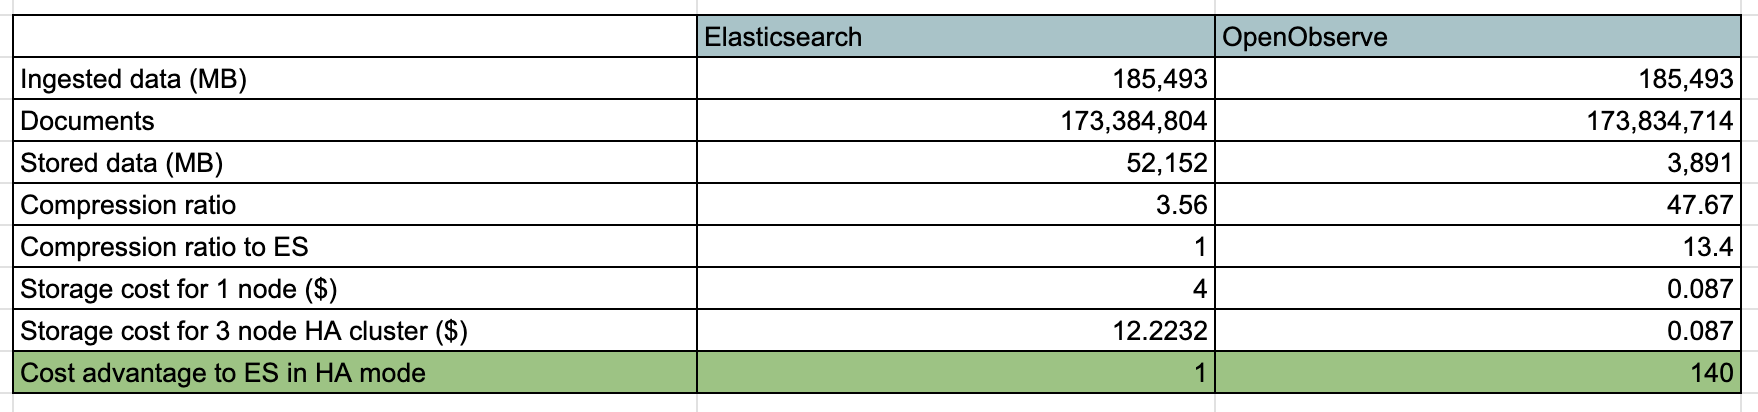 Elasticsearch OpenObserve
Ingested data (MB) 185,493 185,493
Documents 173,384,804 173,834,714
Stored data (MB) 52,152 3,891
Compression ratio 3.56 47.67
Compression ratio to ES 1 13.4
Storage cost for 1 node ($) 4 0.087
Storage cost for 3 node HA cluster ($) 12.2232 0.087
Cost advantage to ES in HA mode 1 140